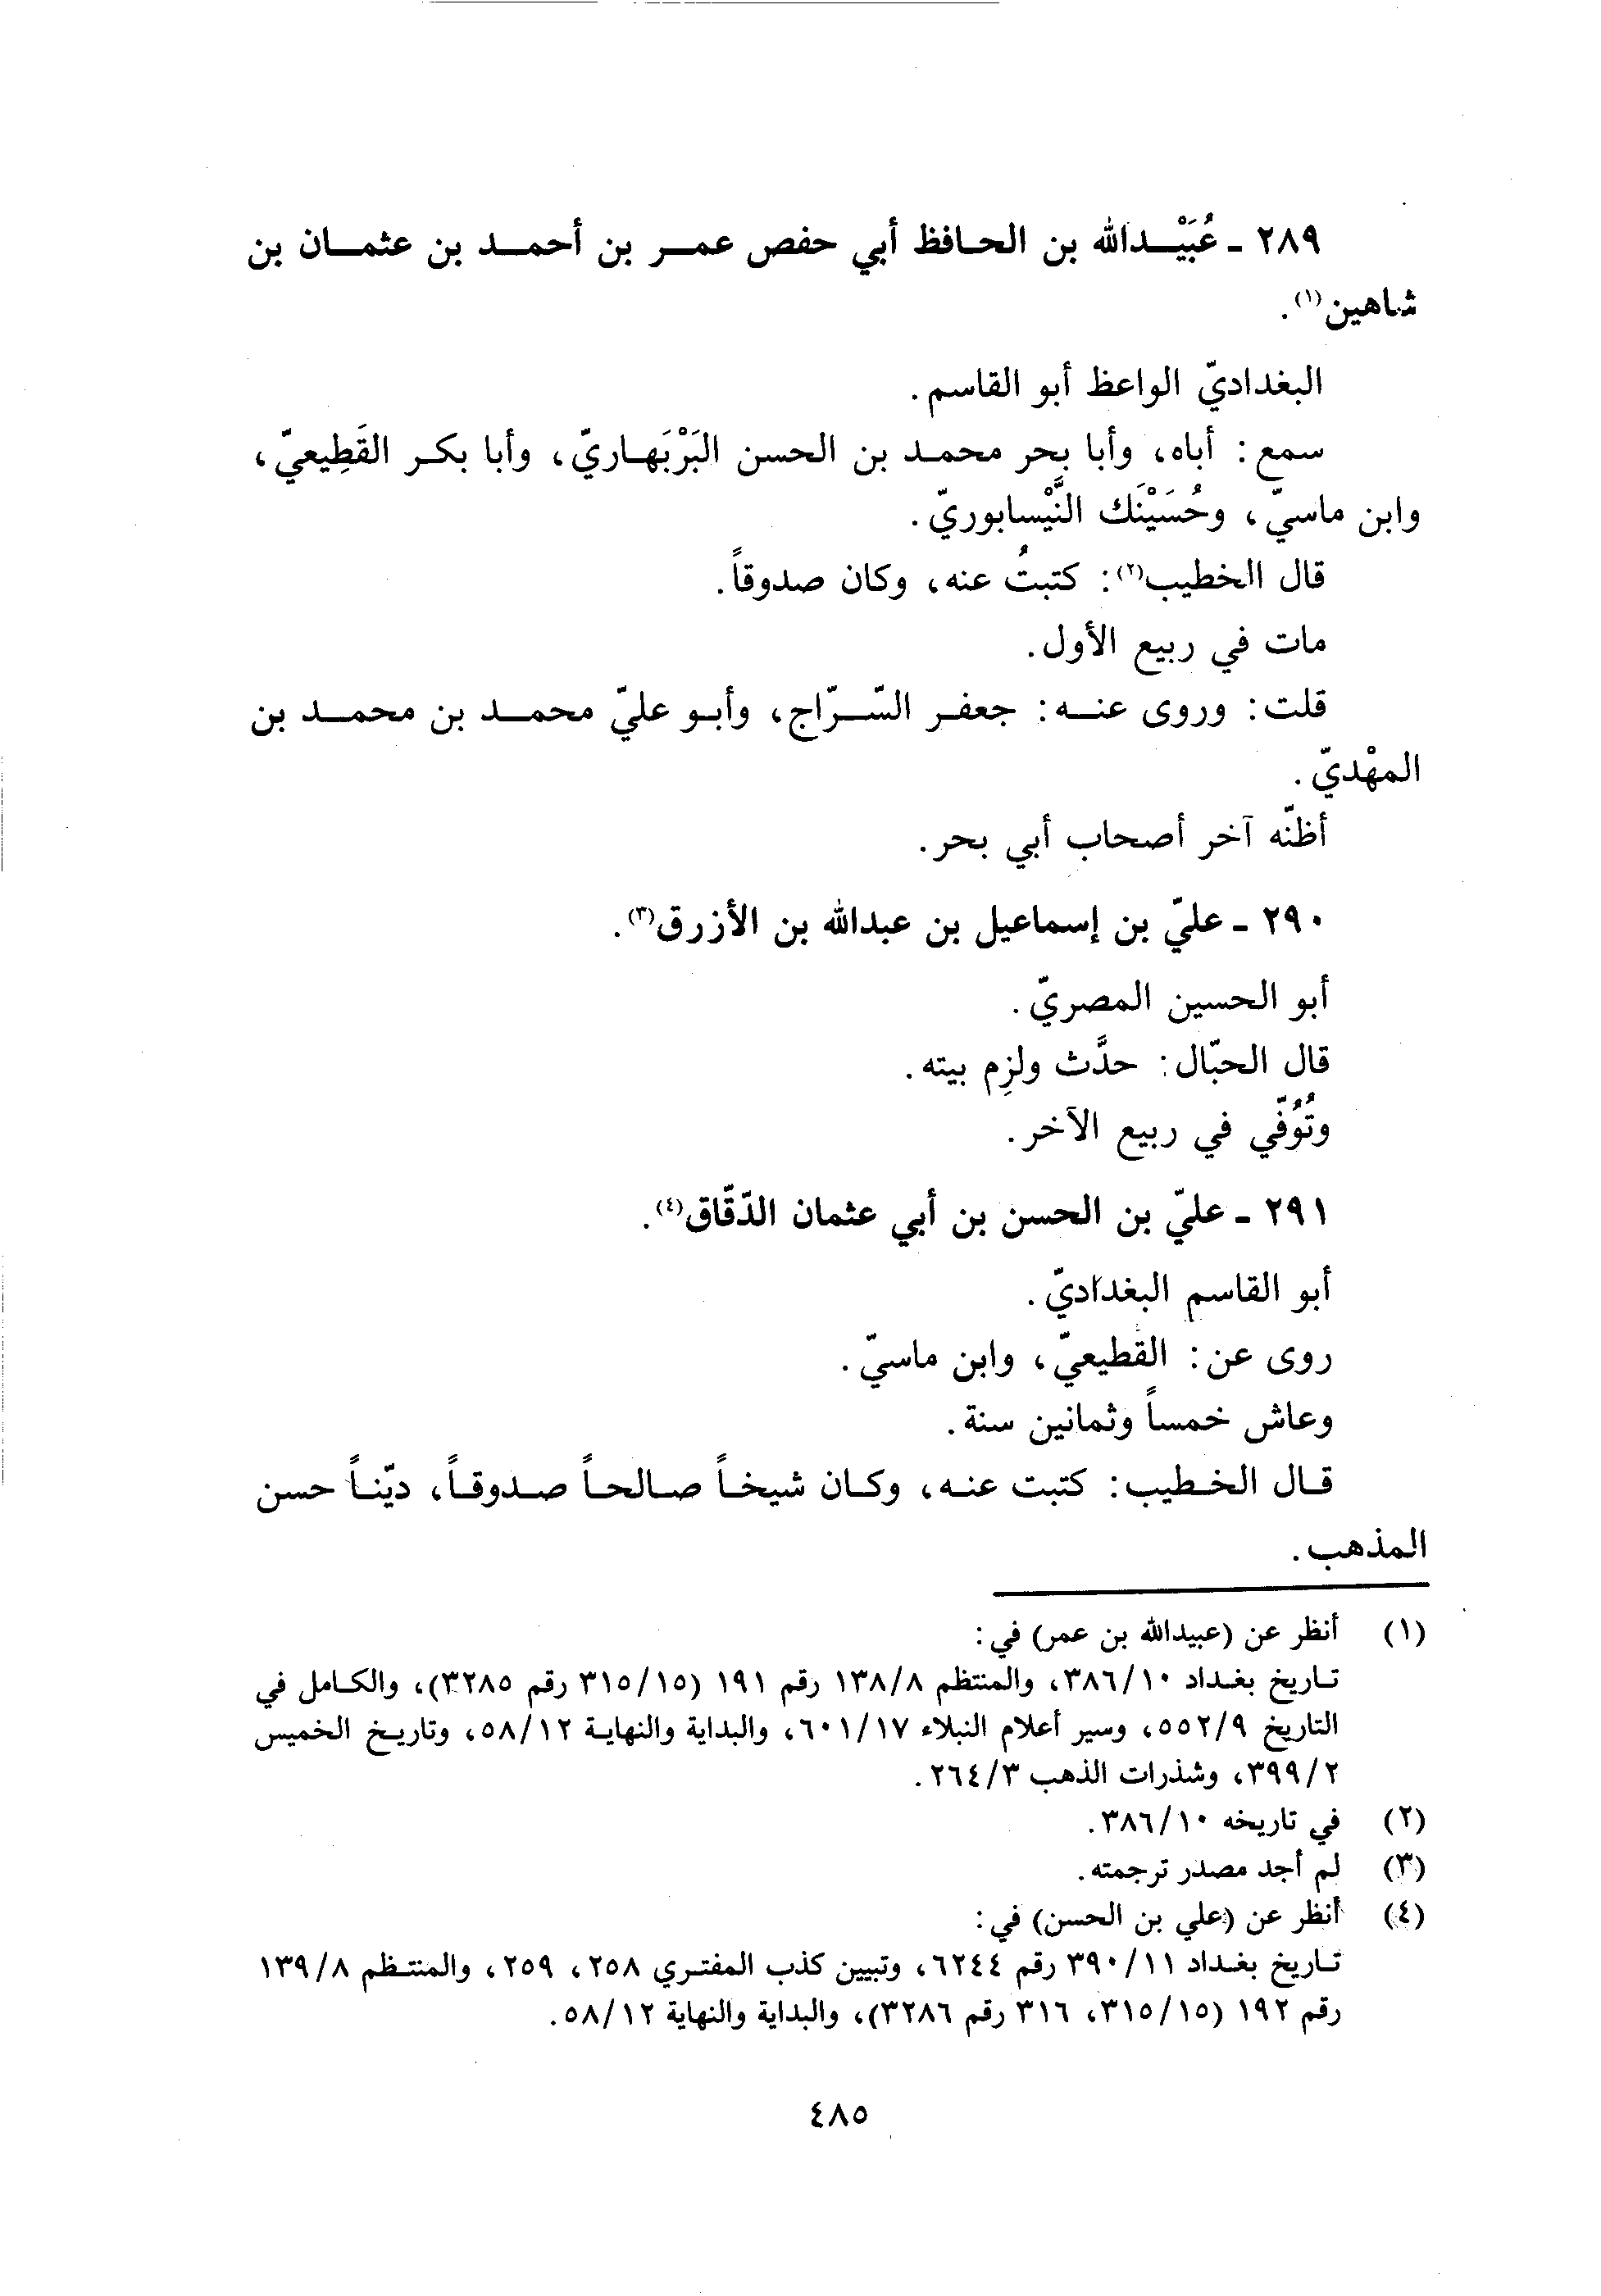 ٢٨٩ ـ عُبَيْدالله بن الحافظ أبي حفص عمر بن أحمد بن عثمان بن
شاهين(١).
البغداديّ الواعظ أبو القاسم.
سمع: أباه، وأبا بحر محمد بن الحسن البَرْبَهاريّ، وأبا بكر القَطِيعيّ،
وابن ماسيّ، وحُسَيْنَك النَّيْسابوريّ.
قال الخطيب(٢): كتبتُ عنه، وكان صدوقاً.
مات في ربيع الأول.
قلت: وروى عنه: جعفر السّرّاج، وأبو عليّ محمد بن محمد بن
المهْديّ.
أظنّه آخر أصحاب أبي بحر.
٢٩٠ ـ عليّ بن إسماعيل بن عبدالله بن الأزرق(٣).
أبو الحسين المصريّ.
قال الحبّال: حدَّث ولزِم بيته.
وتُوُفّي في ربيع الآخر.
٢٩١ ـ عليّ بن الحسن بن أبي عثمان الدّقّاق(٤).
أبو القاسم البغداديّ.
روى عن: القَطيعيّ، وابن ماسيّ.
وعاش خمساً وثمانين سنة.
قال الخطيب: كتبت عنه، وكان شيخاً صالحاً صدوقاً، ديّناً حسن
المذهب.
(١) أنظر عن (عبيدالله بن عمر) في:
تاريخ بغداد ٣٨٦/١٠، والمنتظم ١٣٨/٨ رقم ١٩١ (٣١٥/١٥ رقم ٣٢٨٥)، والكامل في
التاريخ ٥٥٢/٩، وسير أعلام النبلاء ٦٠١/١٧، والبداية والنهاية ٥٨/١٢، وتاريخ الخميس
٣٩٩/٢، وشذرات الذهب ٢٦٤/٣.
(٢) في تاريخه ٣٨٦/١٠.
(٣) لم أجد مصدر ترجمته.
(٤) أنظر عن (علي بن الحسن) في:
تاريخ بغداد ٣٩٠/١١ رقم ٦٢٤٤، وتبيين كذب المفتري ٢٥٨، ٢٥٩، والمنتظم ١٣٩/٨
رقم ١٩٢ (٣١٥/١٥، ٣١٦ رقم ٣٢٨٦)، والبداية والنهاية ٥٨/١٢.
٤٨٥